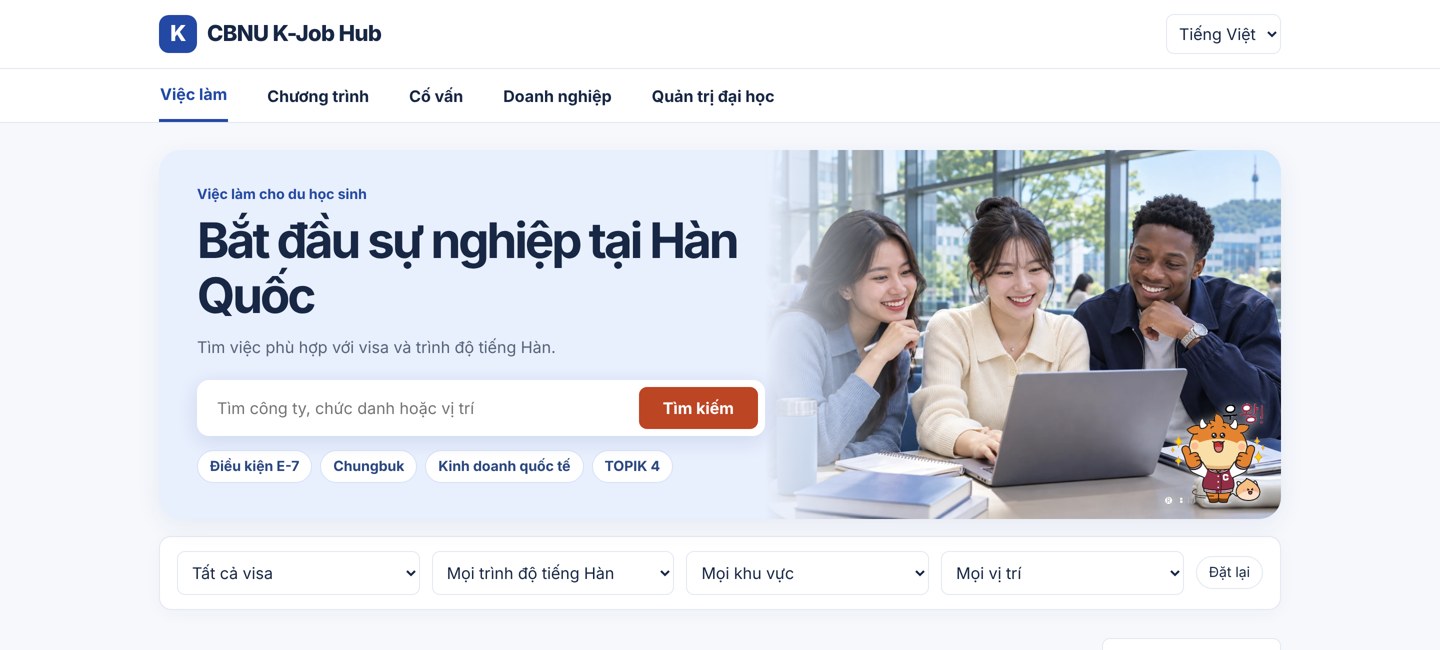 K CBNU K-Job Hub
Tiếng Việt
Việc làm
Chương trình
Cố vấn
Doanh nghiệp
Quản trị đại học
Việc làm cho du học sinh
Bắt đầu sự nghiệp tại Hàn
Quốc
Tìm việc phù hợp với visa và trình độ tiếng Hàn.
Tìm công ty, chức danh hoặc vị trí
Tìm kiếm
Điều kiện E-7
Chungbuk
Kinh doanh quốc tế
TOPIK 4
C
Tất cả visa
Mọi trình độ tiếng Hàn
Mọi khu vực
Mọi vị trí
Đặt lại